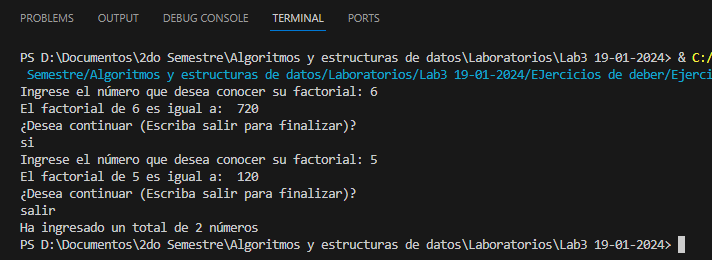 PROBLEMS OUTPUT DEBUG CONSOLE TERMINAL PORTS
PS D:\Documentos\2do Semestre\Algoritmos y estructuras de datos\Laboratorios\Lab3 19-01-2024> & C:/
Semestre/Algoritmos y estructuras de datos/Laboratorios/Lab3 19-01-2024/EJercicios de deber/Ejerci
Ingrese el número que desea conocer su factorial: 6
El factorial de 6 es igual a:  720
¿Desea continuar (Escriba salir para finalizar)?
si
Ingrese el número que desea conocer su factorial: 5
El factorial de 5 es igual a:  120
¿Desea continuar (Escriba salir para finalizar)?
salir
Ha ingresado un total de 2 números
PS D:\Documentos\2do Semestre\Algoritmos y estructuras de datos\Laboratorios\Lab3 19-01-2024>